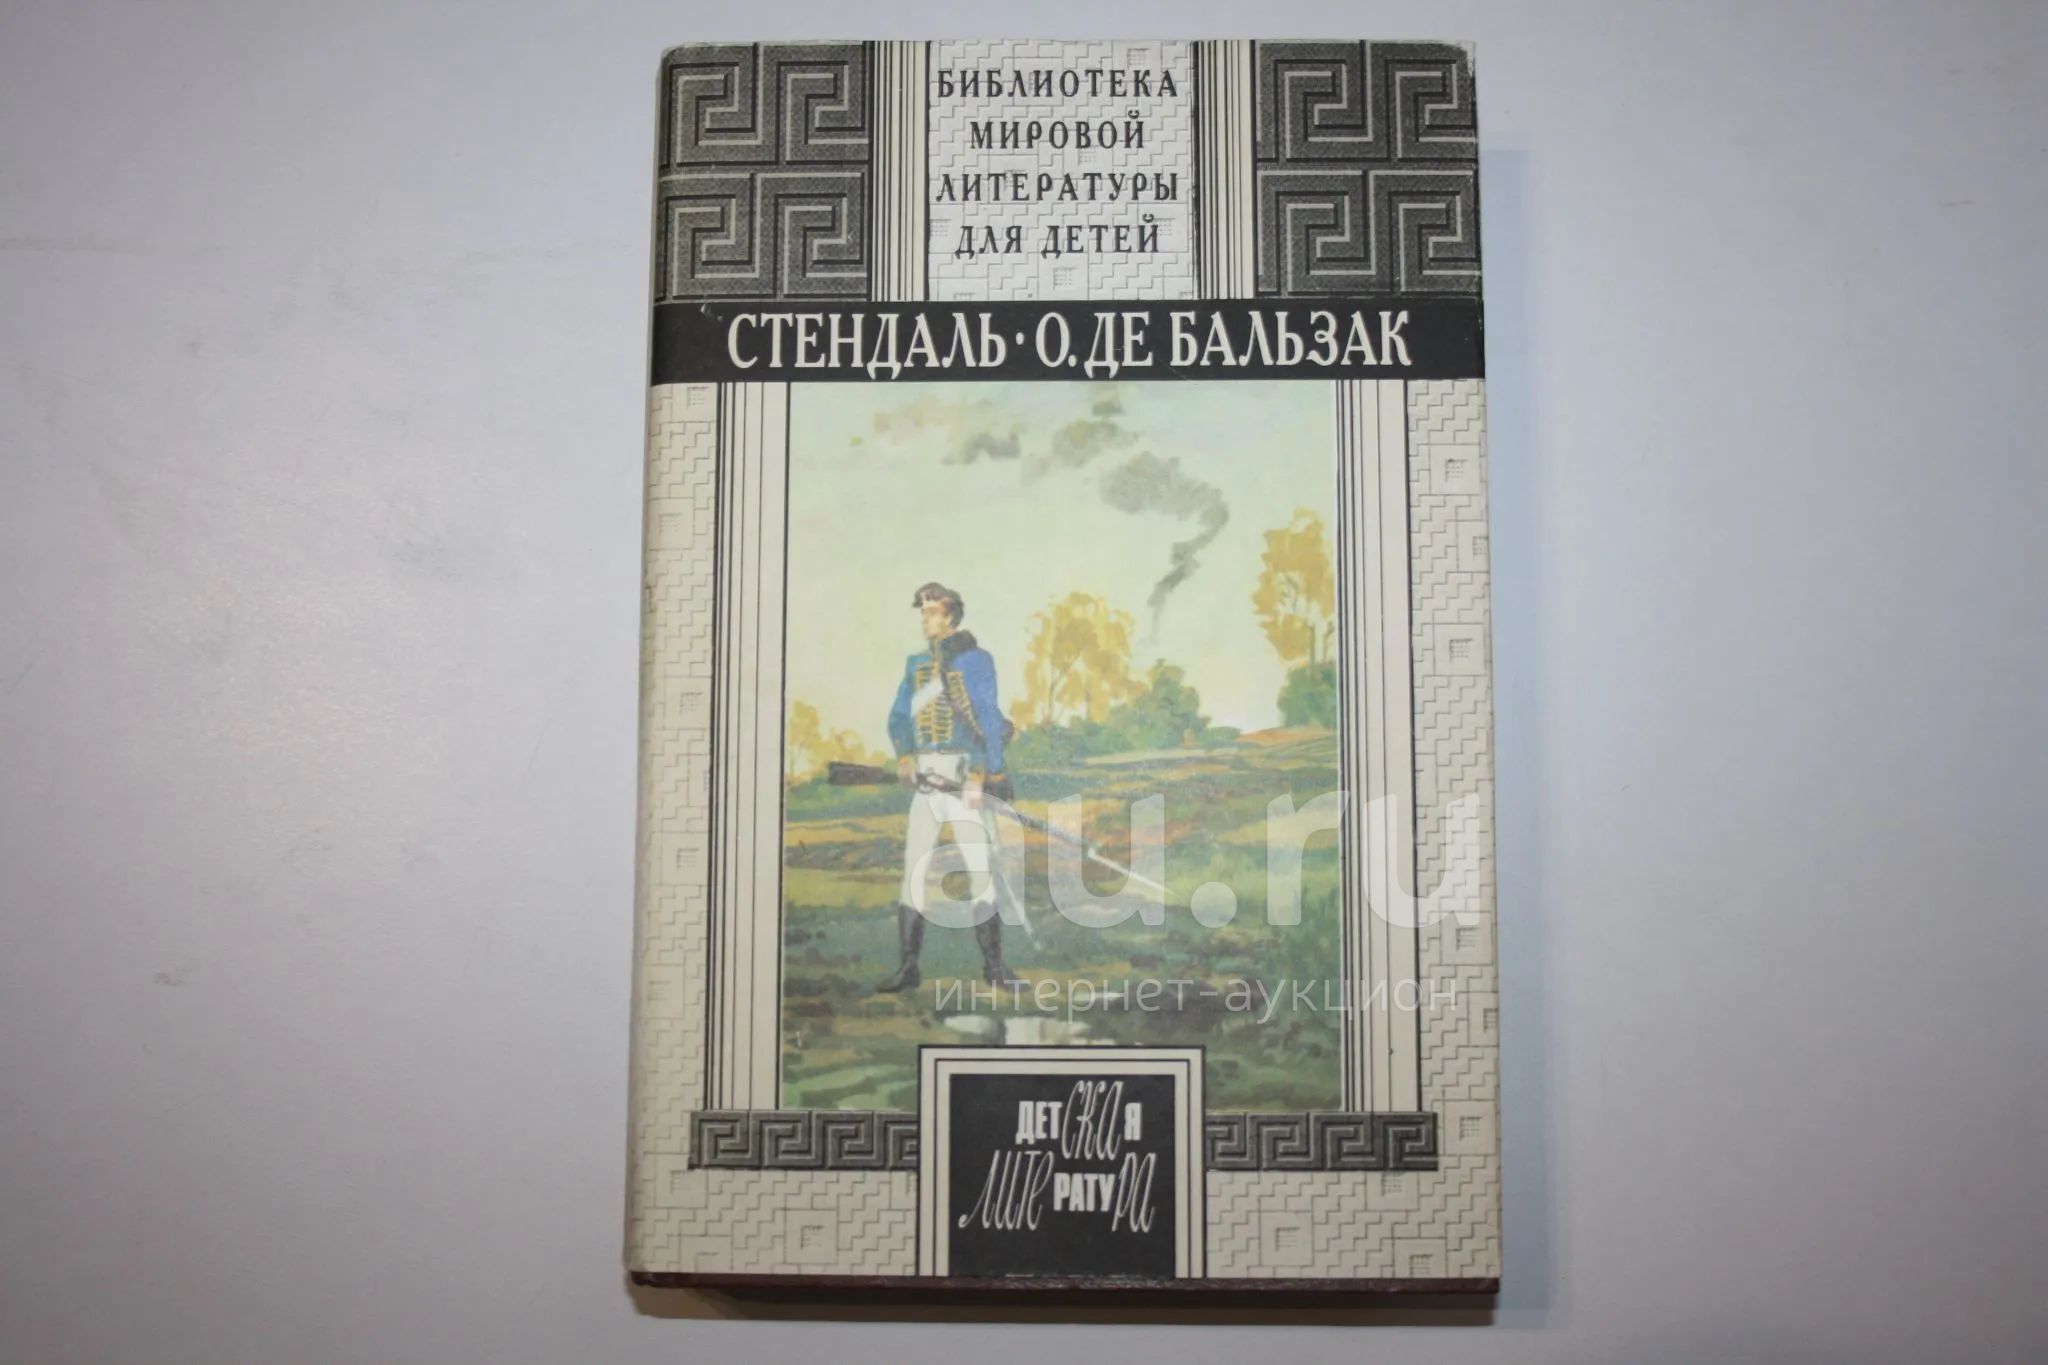 БИБЛИОТЕКА
МИРОВОЙ
ЛИТЕРАТУРЫ
ДЛЯ ДЕТЕЙ
СТЕНДАЛЬ · О. ДЕ БАЛЬЗАК
au.ru
интернет-аукцион
ДЕТСКАЯ
ЛИТЕРАТУРА